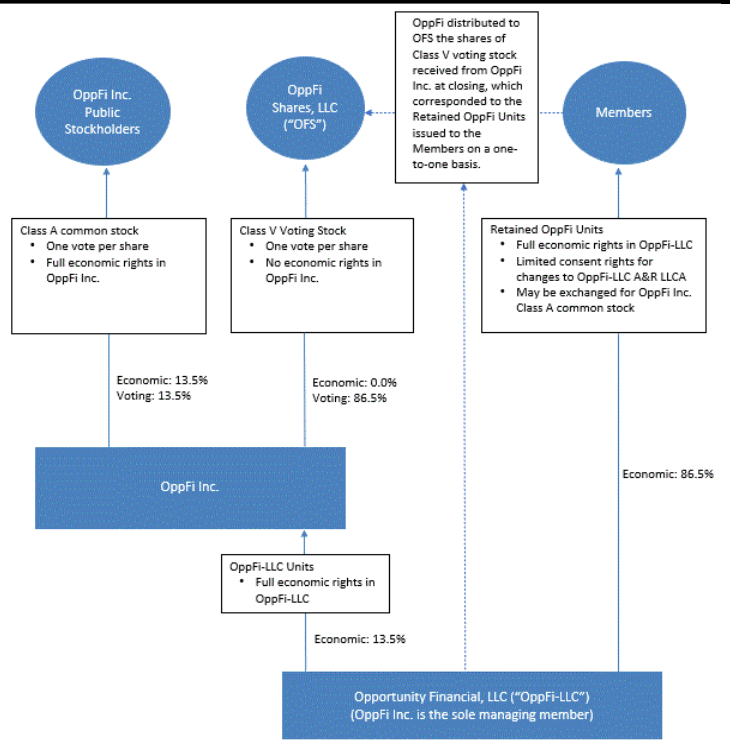 OppFi distributed to
OFS the shares of
Class V voting stock
received from OppFi
Inc. at closing, which
corresponded to the
Retained OppFi Units
issued to the
Members on a one-
to-one basis.
OppFi Inc.
Public
Stockholders
OppFi
Shares, LLC
("OFS")
Members
Class A common stock
• One vote per share
• Full economic rights in
OppFi Inc.
Class V Voting Stock
• One vote per share
• No economic rights in
OppFi Inc.
Retained OppFi Units
• Full economic rights in OppFi-LLC
• Limited consent rights for
changes to OppFi-LLC A&R LLCA
• May be exchanged for OppFi Inc.
Class A common stock
Economic: 13.5%
Voting: 13.5%
Economic: 0.0%
Voting: 86.5%
Economic: 86.5%
OppFi Inc.
OppFi-LLC Units
• Full economic rights in
OppFi-LLC
Economic: 13.5%
Opportunity Financial, LLC ("OppFi-LLC")
(OppFi Inc. is the sole managing member)